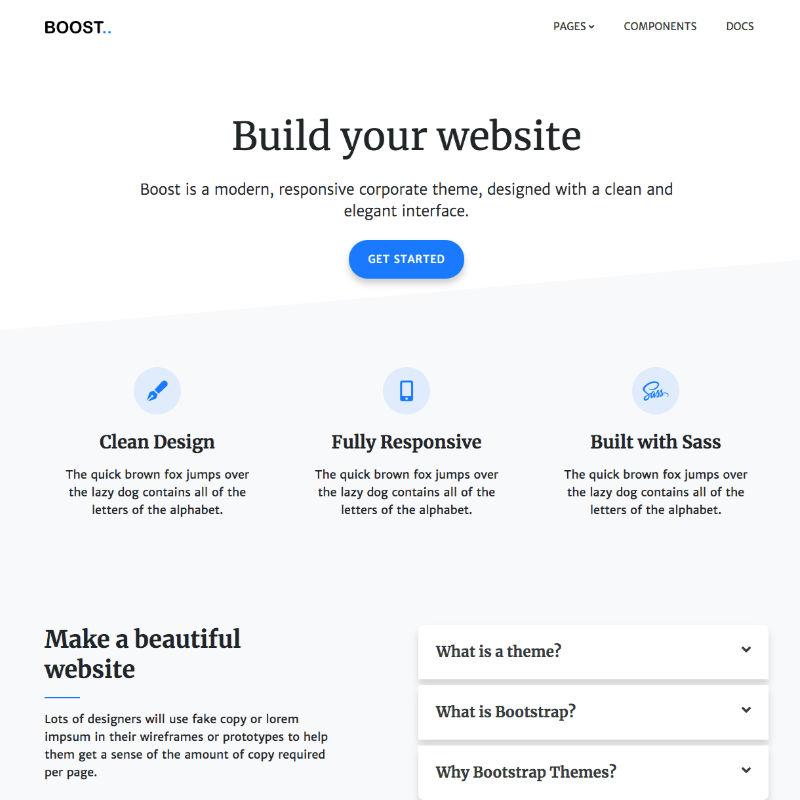 BOOST..
PAGES
COMPONENTS
DOCS
Build your website
Boost is a modern, responsive corporate theme, designed with a clean and
elegant interface.
GET STARTED
Sass
Clean Design
Fully Responsive
Built with Sass
The quick brown fox jumps over
the lazy dog contains all of the
letters of the alphabet.
The quick brown fox jumps over
the lazy dog contains all of the
letters of the alphabet.
The quick brown fox jumps over
the lazy dog contains all of the
letters of the alphabet.
Make a beautiful
website
Lots of designers will use fake copy or lorem
impsum in their wireframes or prototypes to help
them get a sense of the amount of copy required
per page.
What is a theme?
What is Bootstrap?
Why Bootstrap Themes?